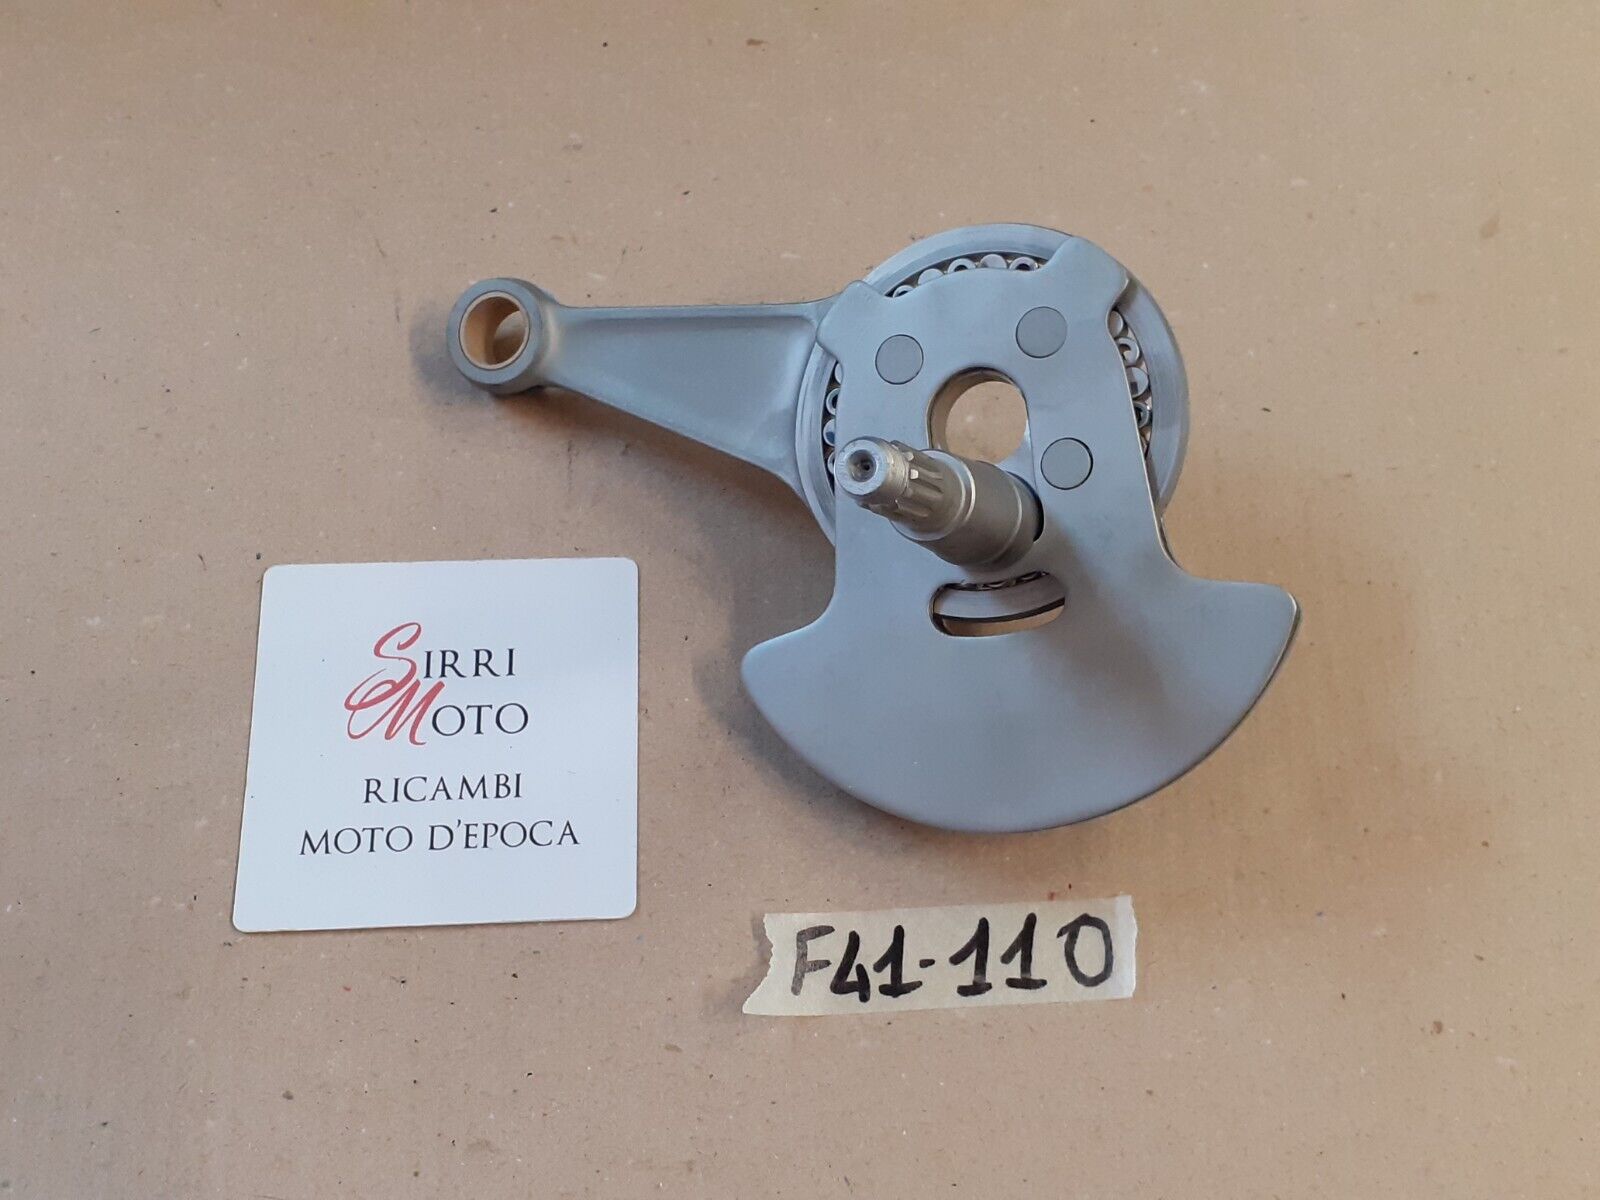 SIRRI
MOTO
RICAMBI
MOTO D'EPOCA
F41-110